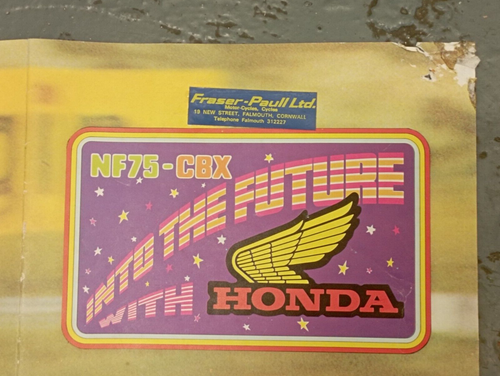 Fraser-Paull Ltd.
Motor-Cycles, Cycles
19 NEW STREET, FALMOUTH, CORNWALL
Telephone Falmouth 312227
NF75-CBX
INTO THE FUTURE
WITH
HONDA